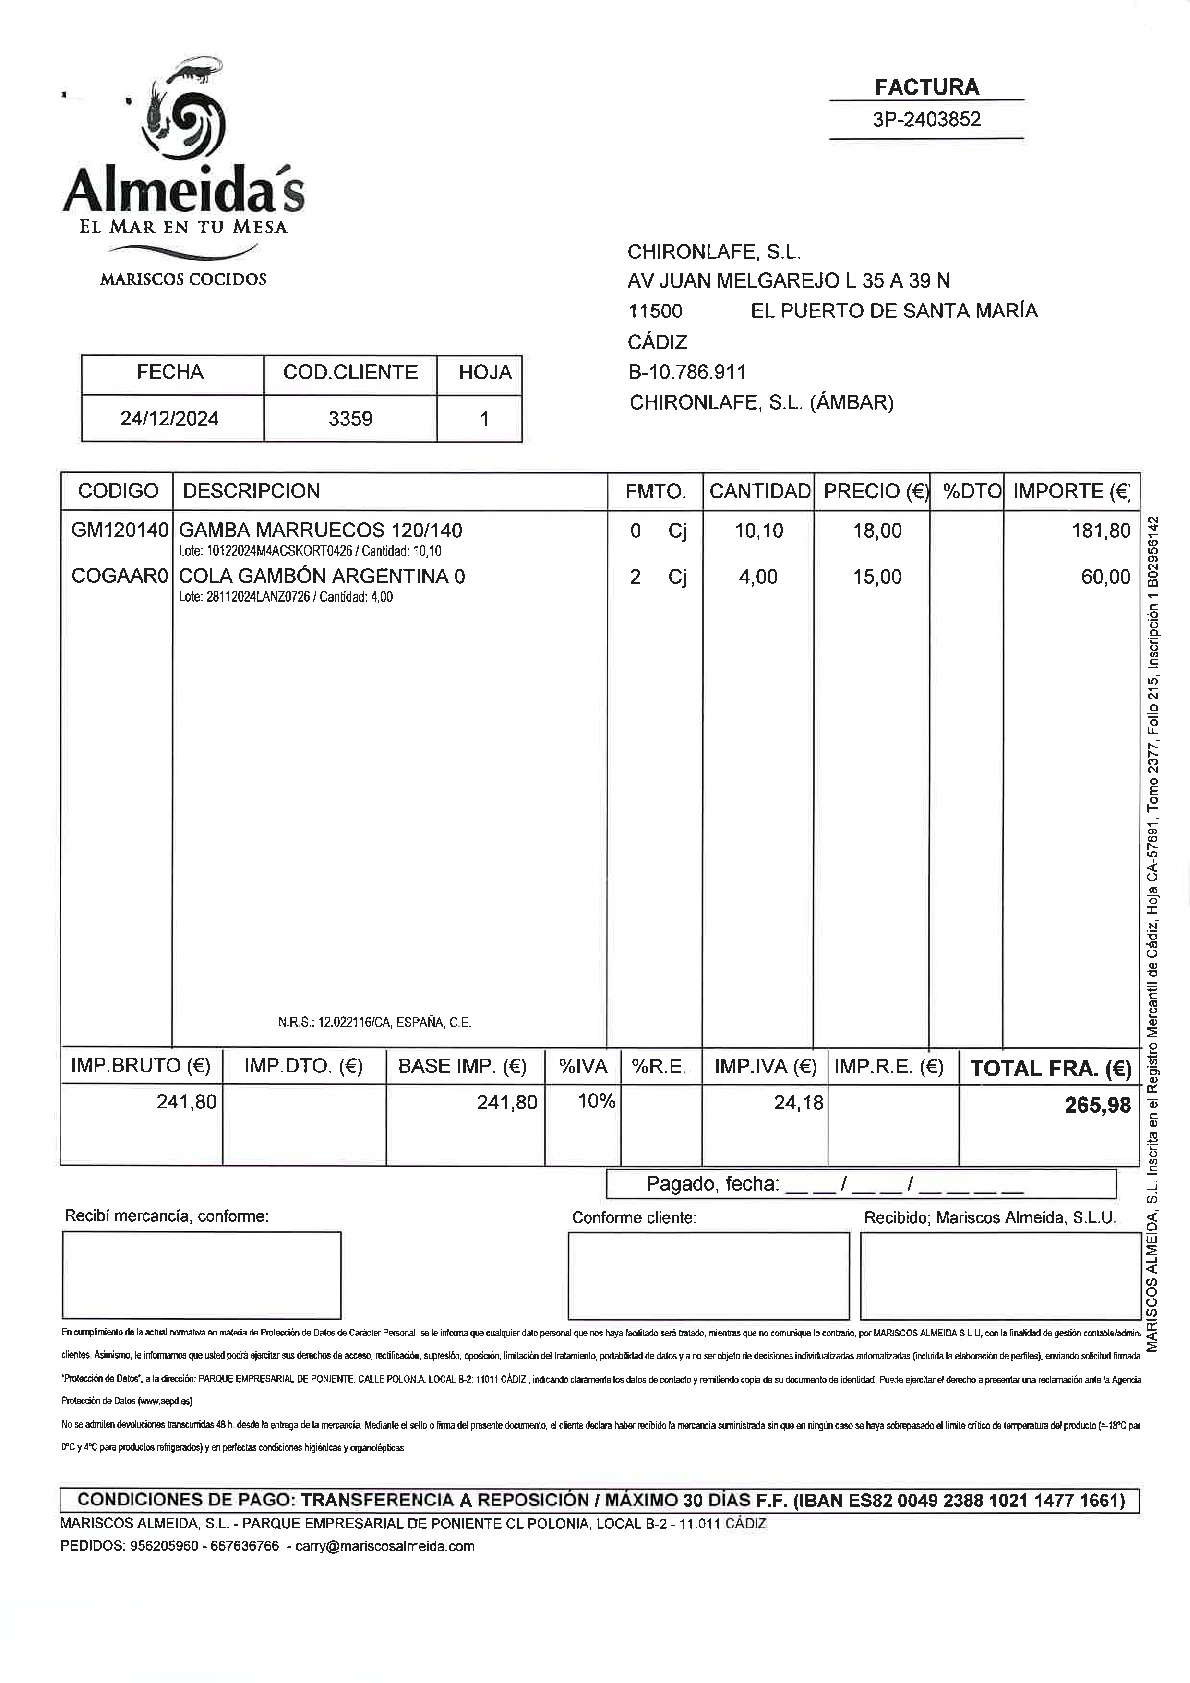 Almeida´s
EL MAR EN TU MESA
MARISCOS COCIDOS
FACTURA
3P-2403852
CHIRONLAFE, S.L.
AV JUAN MELGAREJO L 35 A 39 N
11500 EL PUERTO DE SANTA MARÍA
CÁDIZ
B-10.786.911
CHIRONLAFE, S.L. (ÁMBAR)
FECHA COD.CLIENTE HOJA
24/12/2024 3359 1
CODIGO DESCRIPCION FMTO. CANTIDAD PRECIO (€) %DTO IMPORTE (€)
GM120140 GAMBA MARRUECOS 120/140 0 Cj 10,10 18,00 181,80
Lote: 10122024M4ACSKORT0426 / Cantidad: 10,10
COGAAR0 COLA GAMBÓN ARGENTINA 0 2 Cj 4,00 15,00 60,00
Lote: 28112024LANZ0726 / Cantidad: 4,00
N.R.S.: 12.022116/CA, ESPAÑA, C.E.
IMP.BRUTO (€) IMP.DTO. (€) BASE IMP. (€) %IVA %R.E. IMP.IVA (€) IMP.R.E. (€) TOTAL FRA. (€)
241,80 241,80 10% 24,18 265,98
Pagado, fecha: __ __ / __ __ / __ __ __ __
Recibí mercancía, conforme: Conforme cliente: Recibido; Mariscos Almeida, S.L.U.
MARISCOS ALMEIDA, S.L. Inscrita en el Registro Mercantil de Cádiz, Hoja CA-57691, Tomo 2377, Folio 215, Inscripción 1 B02956142
En cumplimiento de la actual normativa en materia de Protección de Datos de Carácter Personal se le informa que cualquier dato personal que nos haya facilitado será tratado, mientras que no comunique lo contrario, por MARISCOS ALMEIDA S L U, con la finalidad de gestión contable/admin
clientes. Asimismo, le informamos que usted podrá ejercitar sus derechos de acceso, rectificación, supresión, oposición, limitación del tratamiento, portabilidad de datos y a no ser objeto de decisiones individualizadas automatizadas (incluida la elaboración de perfiles), enviando solicitud firmada
"Protección de Datos", a la dirección: PARQUE EMPRESARIAL DE PONIENTE. CALLE POLONIA. LOCAL B-2: 11011 CÁDIZ , indicando claramente los datos de contacto y remitiendo copia de su documento de identidad. Puede ejercitar el derecho a presentar una reclamación ante la Agencia
Protección de Datos (www.aepd.es)
No se admiten devoluciones transcurridas 48 h. desde la entrega de la mercancía. Mediante el sello o firma del presente documento, el cliente declara haber recibido la mercancía suministrada sin que en ningún caso se haya sobrepasado el límite crítico de temperatura del producto (=-18ºC par
0ºC y 4ºC para productos refrigerados) y en perfectas condiciones higiénicas y organolépticas
CONDICIONES DE PAGO: TRANSFERENCIA A REPOSICIÓN / MÁXIMO 30 DÍAS F.F. (IBAN ES82 0049 2388 1021 1477 1661)
MARISCOS ALMEIDA, S.L. - PARQUE EMPRESARIAL DE PONIENTE CL POLONIA, LOCAL B-2 - 11.011 CÁDIZ
PEDIDOS: 956205960 - 667636766 - carry@mariscosalmeida.com